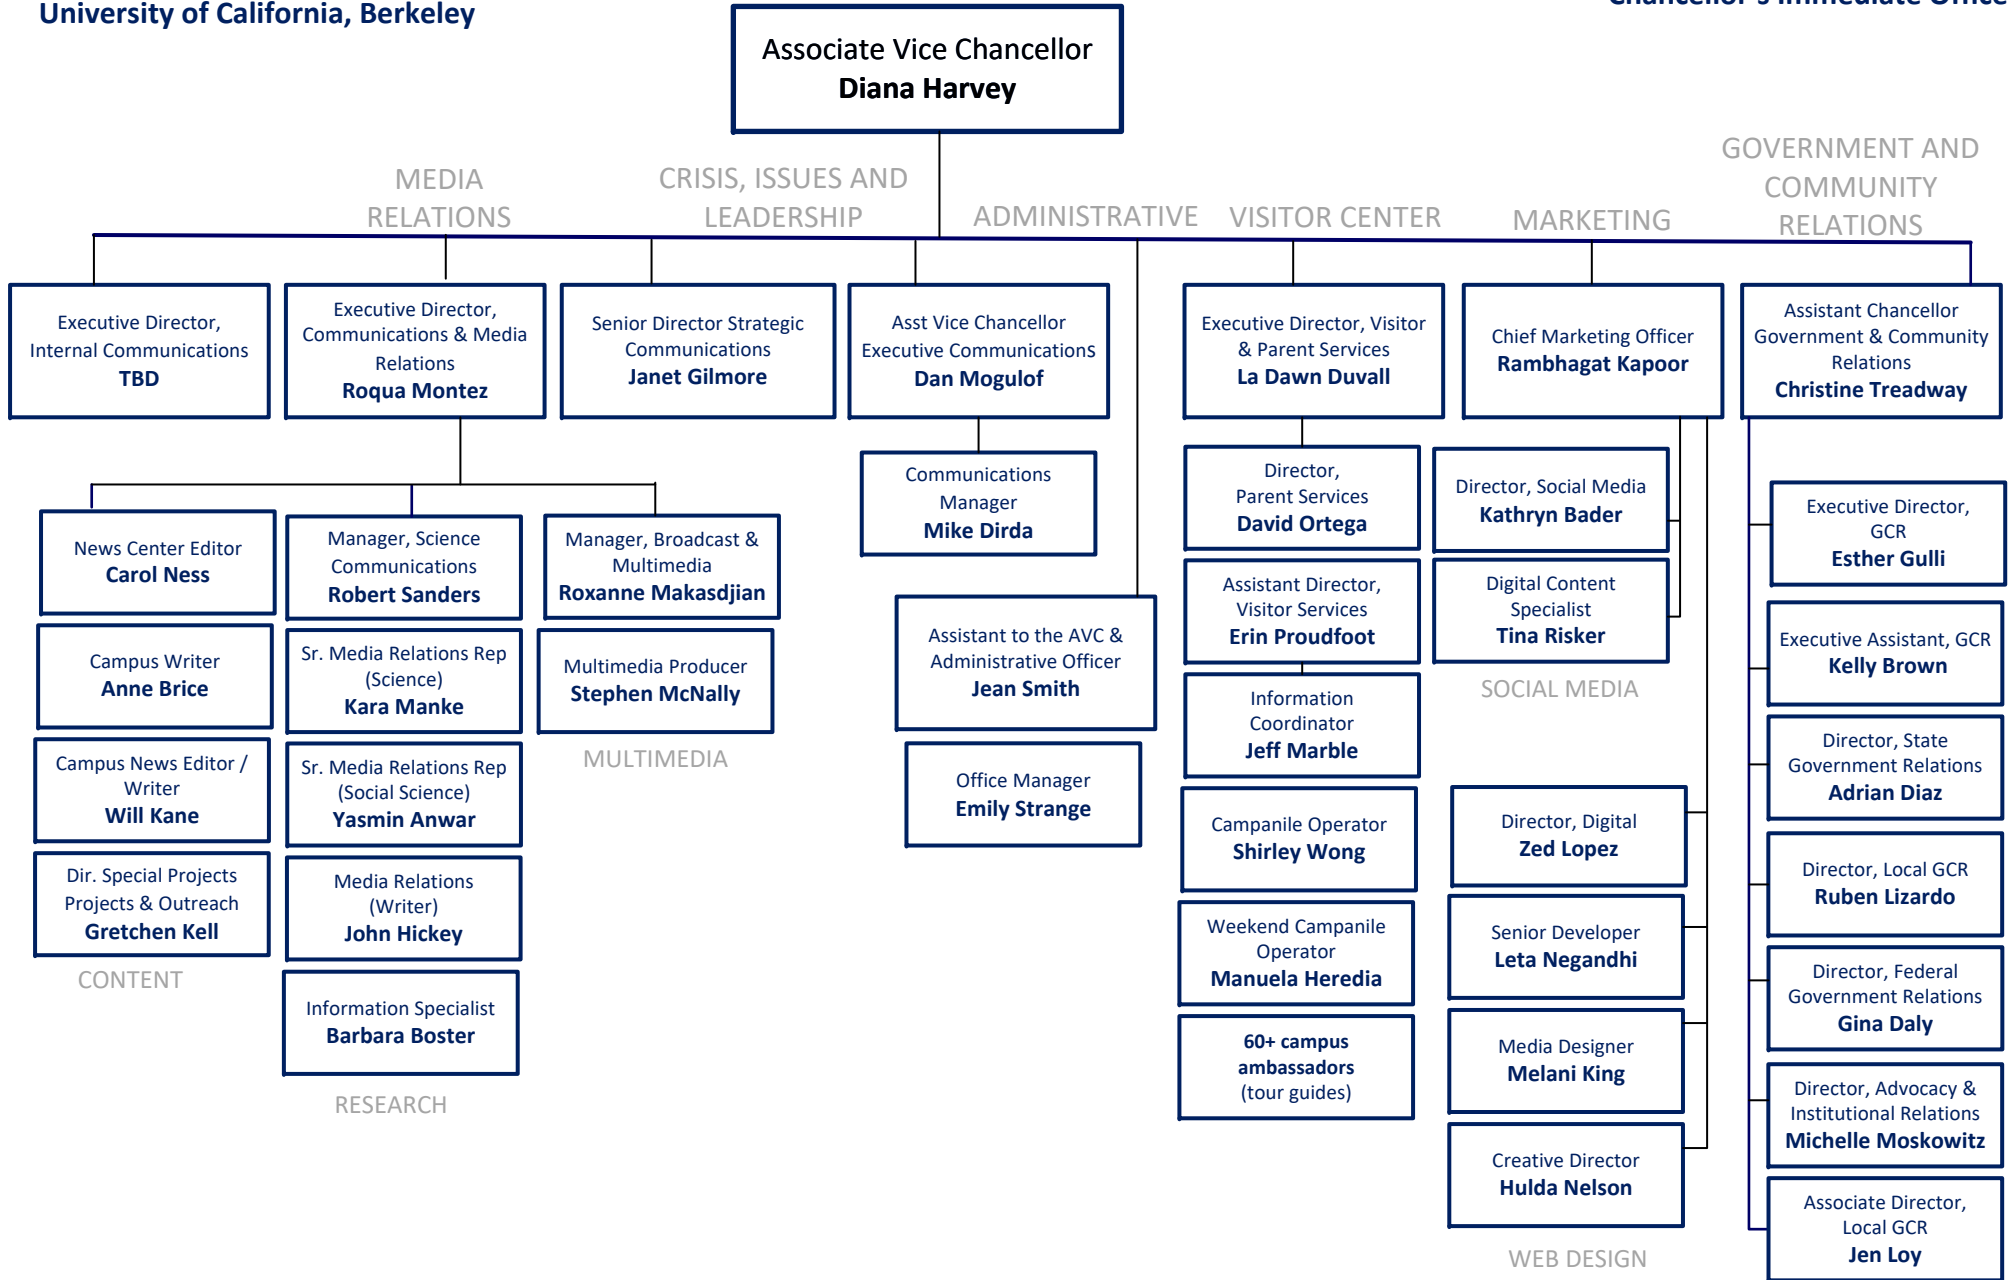 University of California, Berkeley
Chancellor's Immediate Office
Associate Vice Chancellor
Diana Harvey
MEDIA
RELATIONS
CRISIS, ISSUES AND
LEADERSHIP
ADMINISTRATIVE
VISITOR CENTER
MARKETING
GOVERNMENT AND
COMMUNITY
RELATIONS
Executive Director,
Internal Communications
TBD
Executive Director,
Communications & Media
Relations
Roqua Montez
Senior Director Strategic
Communications
Janet Gilmore
Asst Vice Chancellor
Executive Communications
Dan Mogulof
Executive Director, Visitor
& Parent Services
La Dawn Duvall
Chief Marketing Officer
Rambhagat Kapoor
Assistant Chancellor
Government & Community
Relations
Christine Treadway
News Center Editor
Carol Ness
Campus Writer
Anne Brice
Campus News Editor /
Writer
Will Kane
Dir. Special Projects
Projects & Outreach
Gretchen Kell
CONTENT
Manager, Science
Communications
Robert Sanders
Sr. Media Relations Rep
(Science)
Kara Manke
Sr. Media Relations Rep
(Social Science)
Yasmin Anwar
Media Relations
(Writer)
John Hickey
Information Specialist
Barbara Boster
RESEARCH
Manager, Broadcast &
Multimedia
Roxanne Makasdjian
Multimedia Producer
Stephen McNally
MULTIMEDIA
Communications
Manager
Mike Dirda
Assistant to the AVC &
Administrative Officer
Jean Smith
Office Manager
Emily Strange
Director,
Parent Services
David Ortega
Assistant Director,
Visitor Services
Erin Proudfoot
Information
Coordinator
Jeff Marble
Campanile Operator
Shirley Wong
Weekend Campanile
Operator
Manuela Heredia
60+ campus
ambassadors
(tour guides)
Director, Social Media
Kathryn Bader
Digital Content
Specialist
Tina Risker
SOCIAL MEDIA
Director, Digital
Zed Lopez
Senior Developer
Leta Negandhi
Media Designer
Melani King
Creative Director
Hulda Nelson
WEB DESIGN
Executive Director,
GCR
Esther Gulli
Executive Assistant, GCR
Kelly Brown
Director, State
Government Relations
Adrian Diaz
Director, Local GCR
Ruben Lizardo
Director, Federal
Government Relations
Gina Daly
Director, Advocacy &
Institutional Relations
Michelle Moskowitz
Associate Director,
Local GCR
Jen Loy